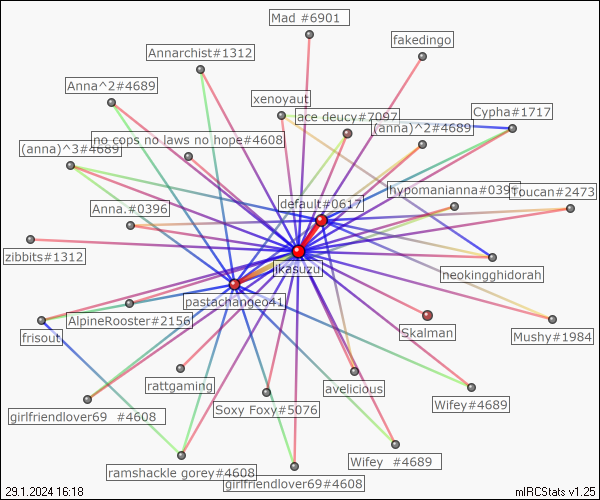 Mad #6901
fakedingo
Annarchist#1312
Anna^2#4689
xenoyaut
ace deucy#7097
Cypha#1717
(anna)^2#4689
no cops no laws no hope#4608
(anna)^3#4689
hypomanianna#039
Toucan#2473
default#0617
Anna.#0396
zibbits#1312
jkasuzu
neokingghidorah
pastachangeo41
AlpineRooster#2156
frisout
Skalman
Mushy#1984
rattgaming
avelicious
Wifey#4689
girlfriendlover69 #4608
Soxy Foxy#5076
ramshackle gorey#4608
Wifey #4689
girlfriendlover69#4608
29.1.2024 16:18
mIRCStats v1.25